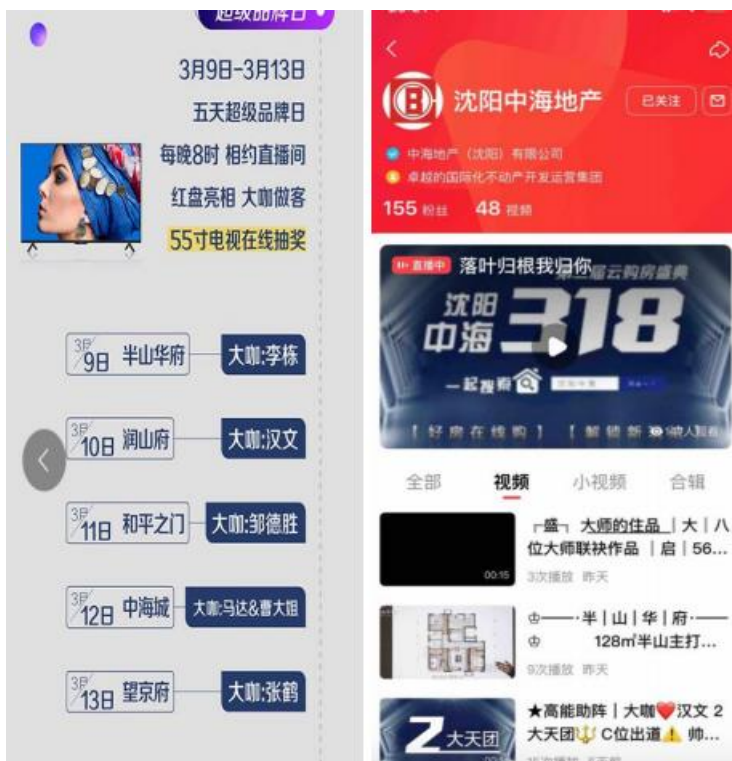 超级品牌日
3月9日-3月13日
五天超级品牌日
每晚8时 相约直播间
红盘亮相 大咖做客
55寸电视在线抽奖
3月9日 半山华府 大咖:李栋
3月10日 润山府 大咖:汉文
3月11日 和平之门 大咖:邹德胜
3月12日 中海城 大咖:马达&曹大姐
3月13日 望京府 大咖:张鹤
沈阳中海地产 已关注
中海地产（沈阳）有限公司
卓越的国际化不动产开发运营集团
155 粉丝 48 视频
直播中 落叶归根我归你
云购房盛典
沈阳
中海 318
一起搜索
【 好 房 在 线 购 】 【 解 锁 新
全部 视频 小视频 合辑
┌盛┐ 大师的住品｜大｜八
位大师联袂作品 ｜启｜56...
00:15
3次播放 昨天
♔——·半｜山｜华｜府·——
♔ 128㎡半山主打...
9次播放 昨天
★高能助阵｜大咖❤️汉文 2
大天团🔱 C位出道⚠️ 帅...
Z 大天团